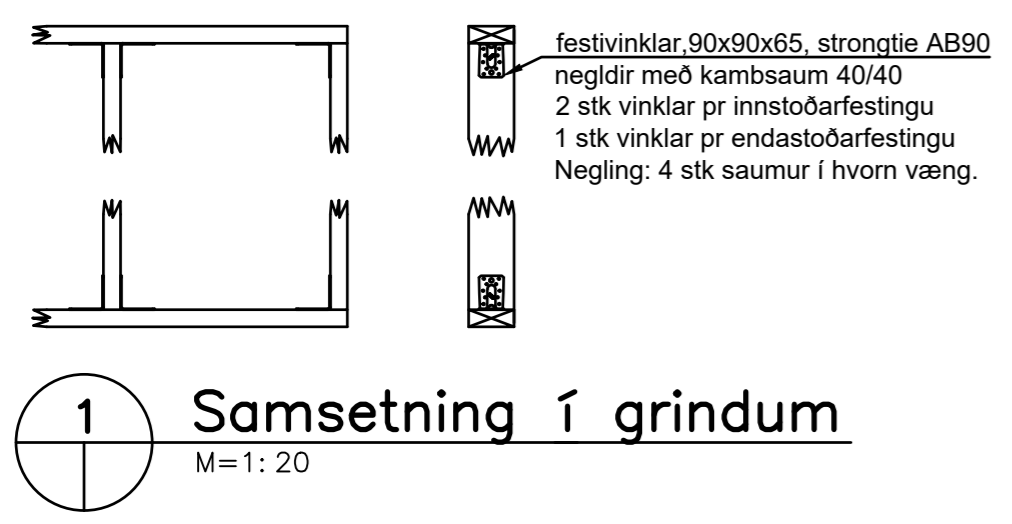 festivinklar,90x90x65, strongtie AB90
negldir með kambsaum 40/40
2 stk vinklar pr innstoðarfestingu
1 stk vinklar pr endastoðarfestingu
Negling: 4 stk saumur í hvorn væng.
1
Samsetning í grindum
M=1: 20